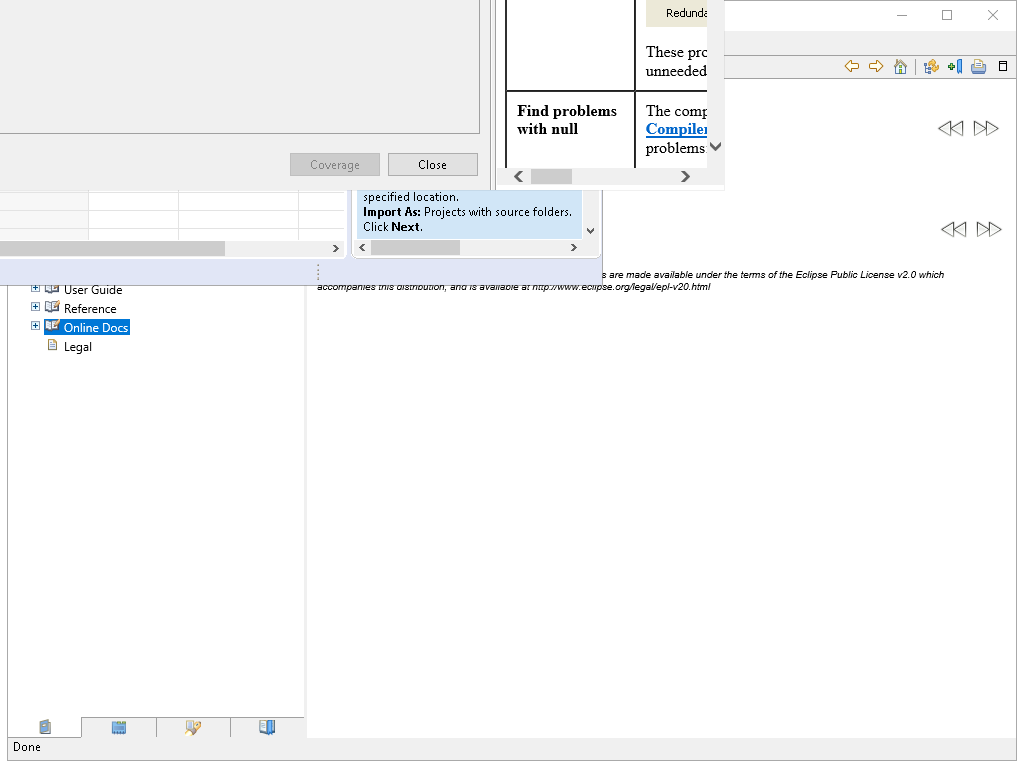 Redunda
These pro
unneeded
Find problems
with null
The comp
Compiler
problems
Coverage
Close
specified location.
Import As: Projects with source folders.
Click Next.
s are made available under the terms of the Eclipse Public License v2.0 which
accompanies this distribution, and is available at http://www.eclipse.org/legal/epl-v20.html
User Guide
Reference
Online Docs
Legal
Done